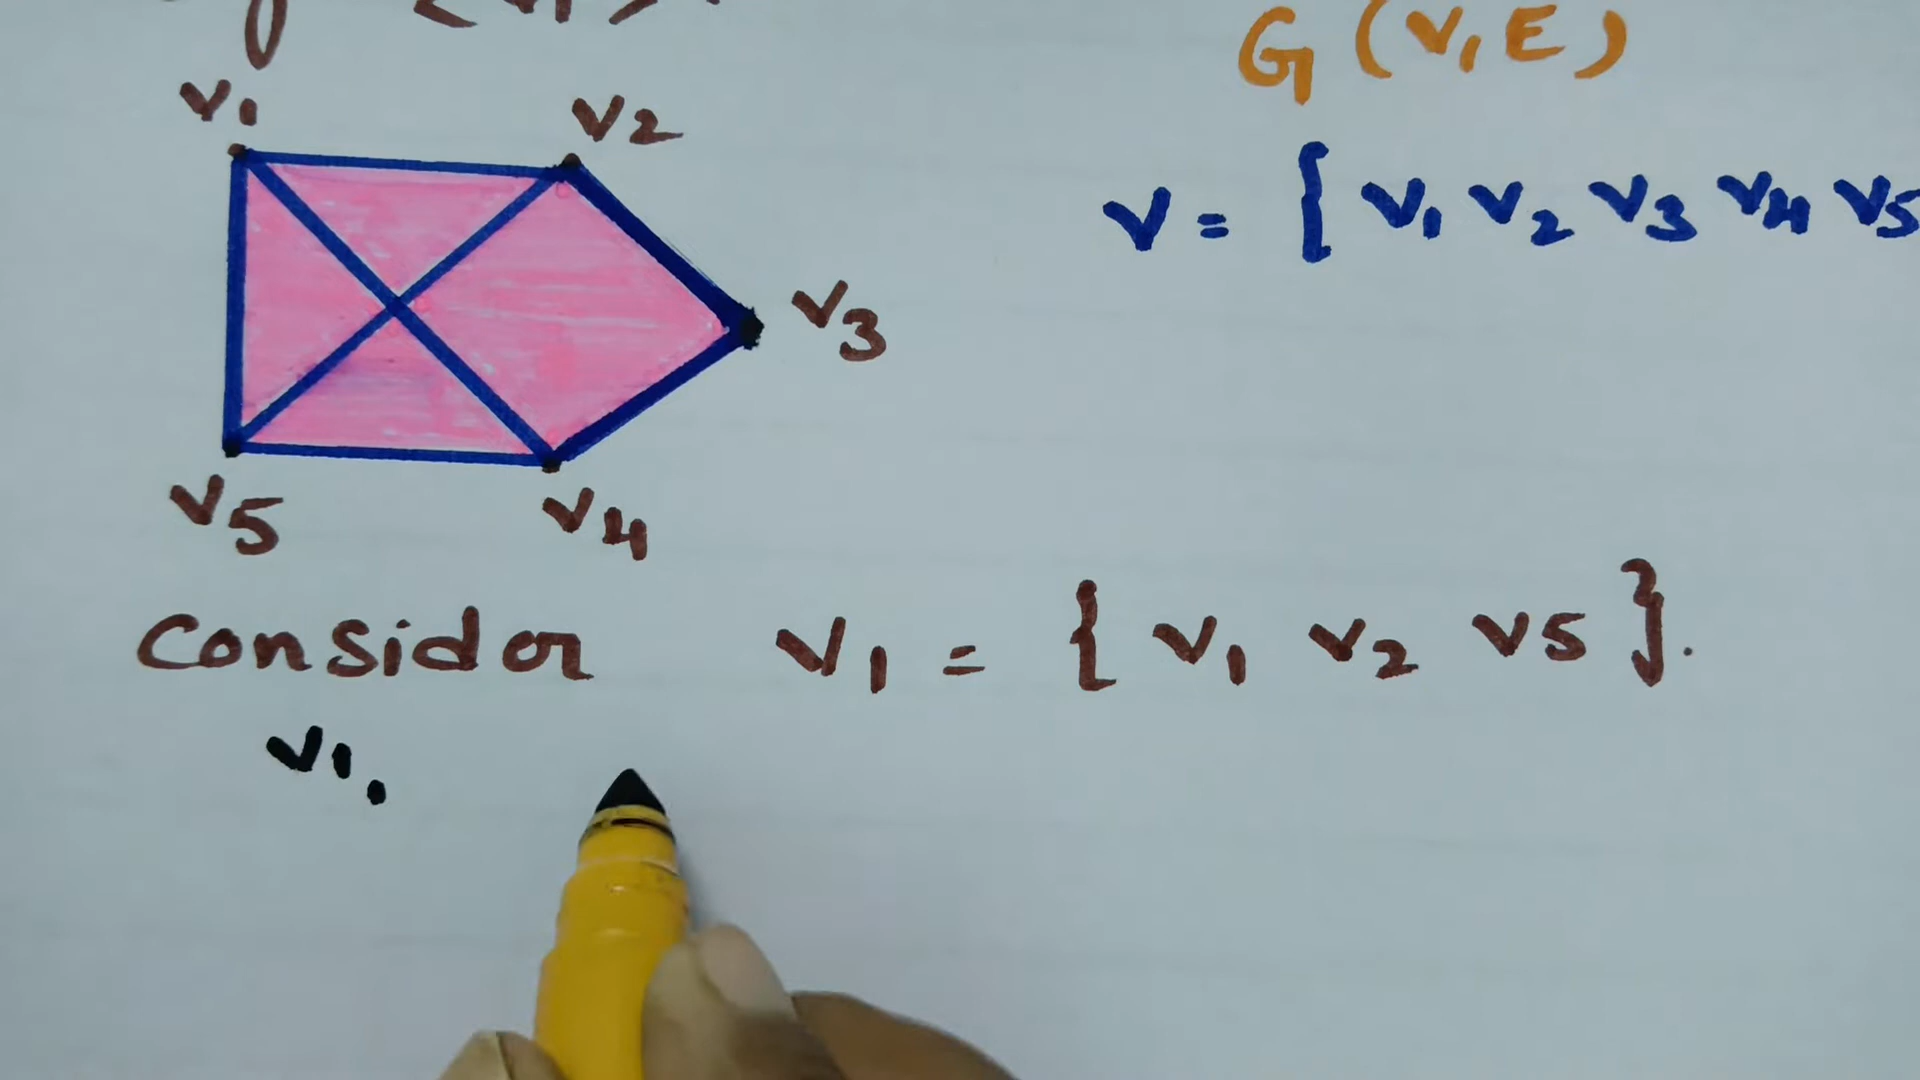 G (V, E)
v1
v2
V = { v1 v2 v3 v4 v5
v3
v5
v4
consider V1 = { v1 v2 v5 }.
v1.